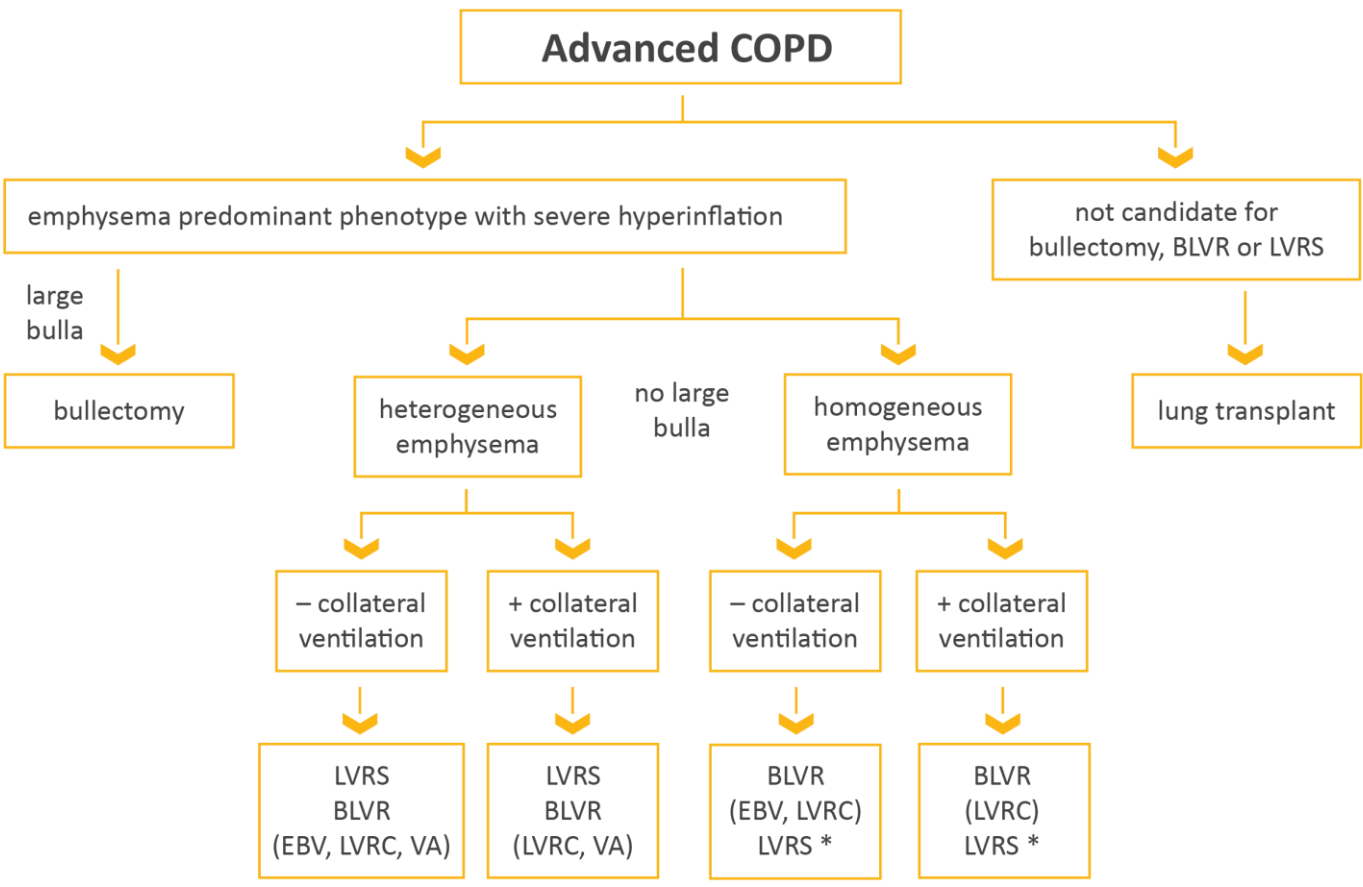 Advanced COPD
emphysema predominant phenotype with severe hyperinflation
not candidate for
bullectomy, BLVR or LVRS
large
bulla
bullectomy
heterogeneous
emphysema
no large
bulla
homogeneous
emphysema
lung transplant
– collateral
ventilation
+ collateral
ventilation
– collateral
ventilation
+ collateral
ventilation
LVRS
BLVR
(EBV, LVRC, VA)
LVRS
BLVR
(LVRC, VA)
BLVR
(EBV, LVRC)
LVRS *
BLVR
(LVRC)
LVRS *